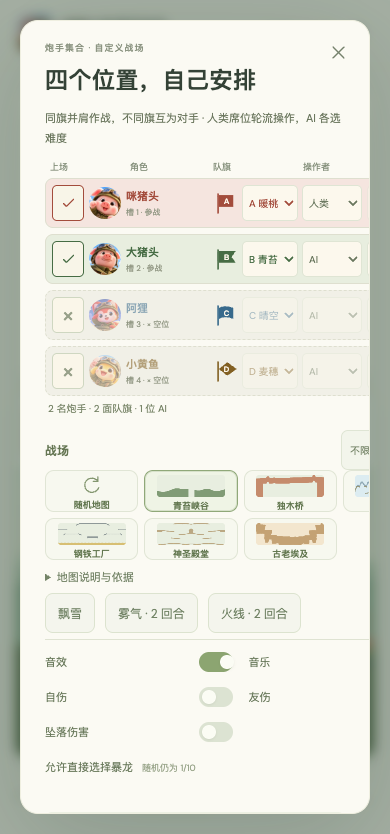 炮手集合 · 自定义战场
四个位置，自己安排
同旗并肩作战，不同旗互为对手 · 人类席位轮流操作，AI 各选
难度
上场 角色 队旗 操作者
咪猪头 A A 暖桃 人类
槽 1 · 参战
大猪头 B B 青苔 AI
槽 2 · 参战
阿狸 C C 晴空 AI
槽 3 · × 空位
小黄鱼 D D 麦穗 AI
槽 4 · × 空位
2 名炮手 · 2 面队旗 · 1 位 AI
战场 不限
随机地图 青苔峡谷 独木桥
钢铁工厂 神圣殿堂 古老埃及
地图说明与依据
飘雪 雾气 · 2 回合 火线 · 2 回合
音效 音乐
自伤 友伤
坠落伤害
允许直接选择暴龙 随机仍为 1/10